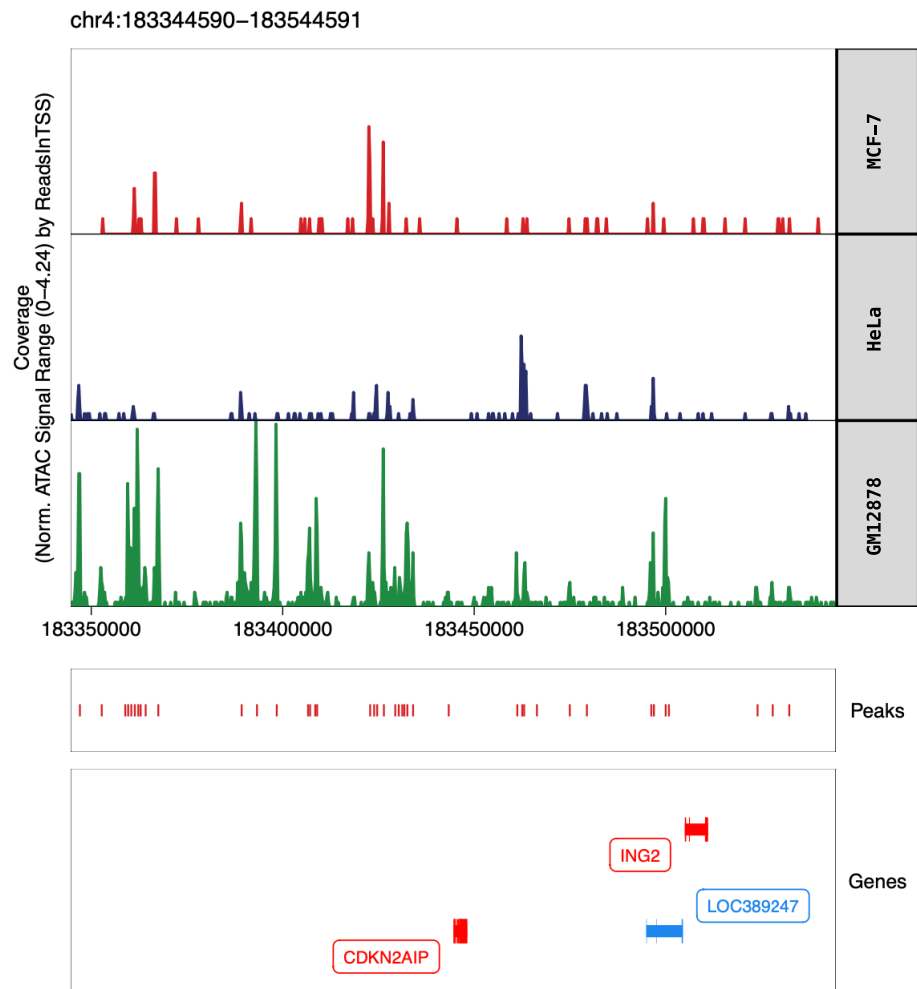 chr4:183344590−183544591
Coverage
(Norm. ATAC Signal Range (0−4.24) by ReadsInTSS)
MCF−7
HeLa
GM12878
183350000 183400000 183450000 183500000
Peaks
ING2
Genes
LOC389247
CDKN2AIP